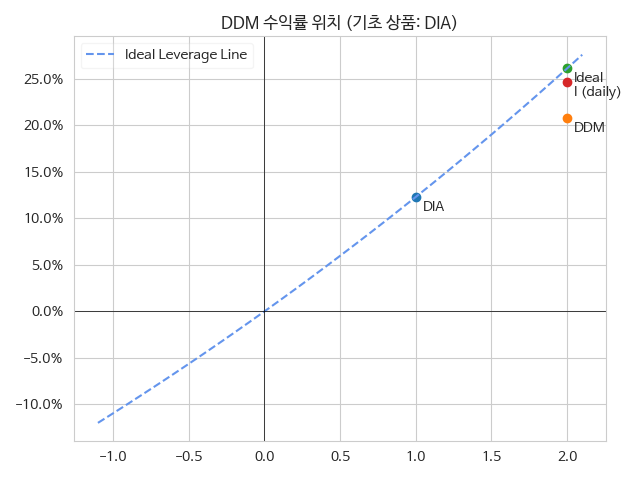 DDM 수익률 위치 (기초 상품: DIA)
Ideal Leverage Line
25.0%
20.0%
15.0%
10.0%
5.0%
0.0%
−5.0%
−10.0%
Ideal
I (daily)
DDM
DIA
−1.0
−0.5
0.0
0.5
1.0
1.5
2.0